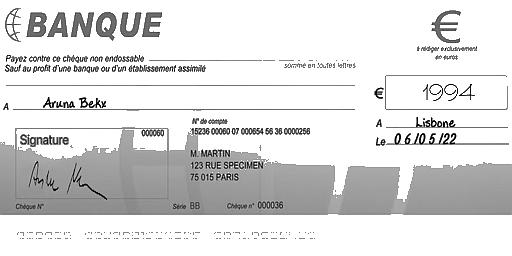 BANQUE
€
à rédiger exclusivement
en euros
Payez contre ce chèque non endossable
Sauf au profit d'une banque ou d'un établissement assimilé
somme en toutes lettres
€ 1994
A Aruna Bekx
A Lisbone
Le 06/05/22
N° de compte
000060
15236 00060 07 000654 56 36 0000256
Signature
M. MARTIN
123 RUE SPECIMEN
75 015 PARIS
Chèque N°
Série BB
Chèque n° 000036